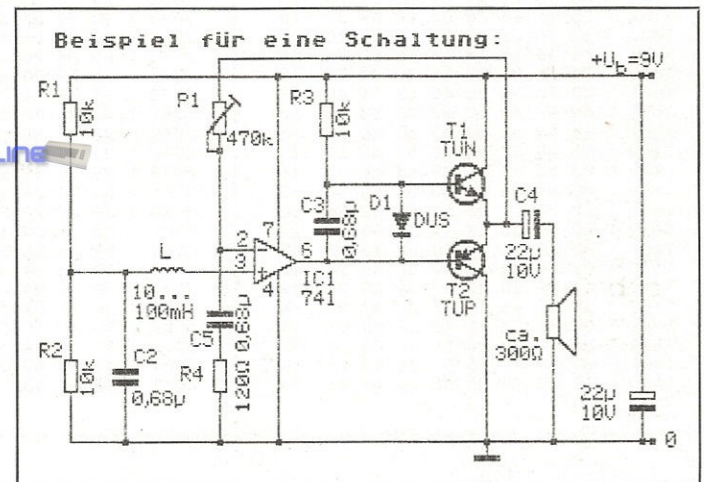 Beispiel für eine Schaltung:
+Ub=9V
R1
10k
P1
470k
R3
10k
T1
TUN
C4
22µ
10V
LINE
C3
0,68µ
D1
DUS
2
3
7
6
4
IC1
741
T2
TUP
L
10...
100mH
C5
0,68µ
R2
10k
C2
0,68µ
R4
120Ω
ca.
300Ω
22µ
10V
0